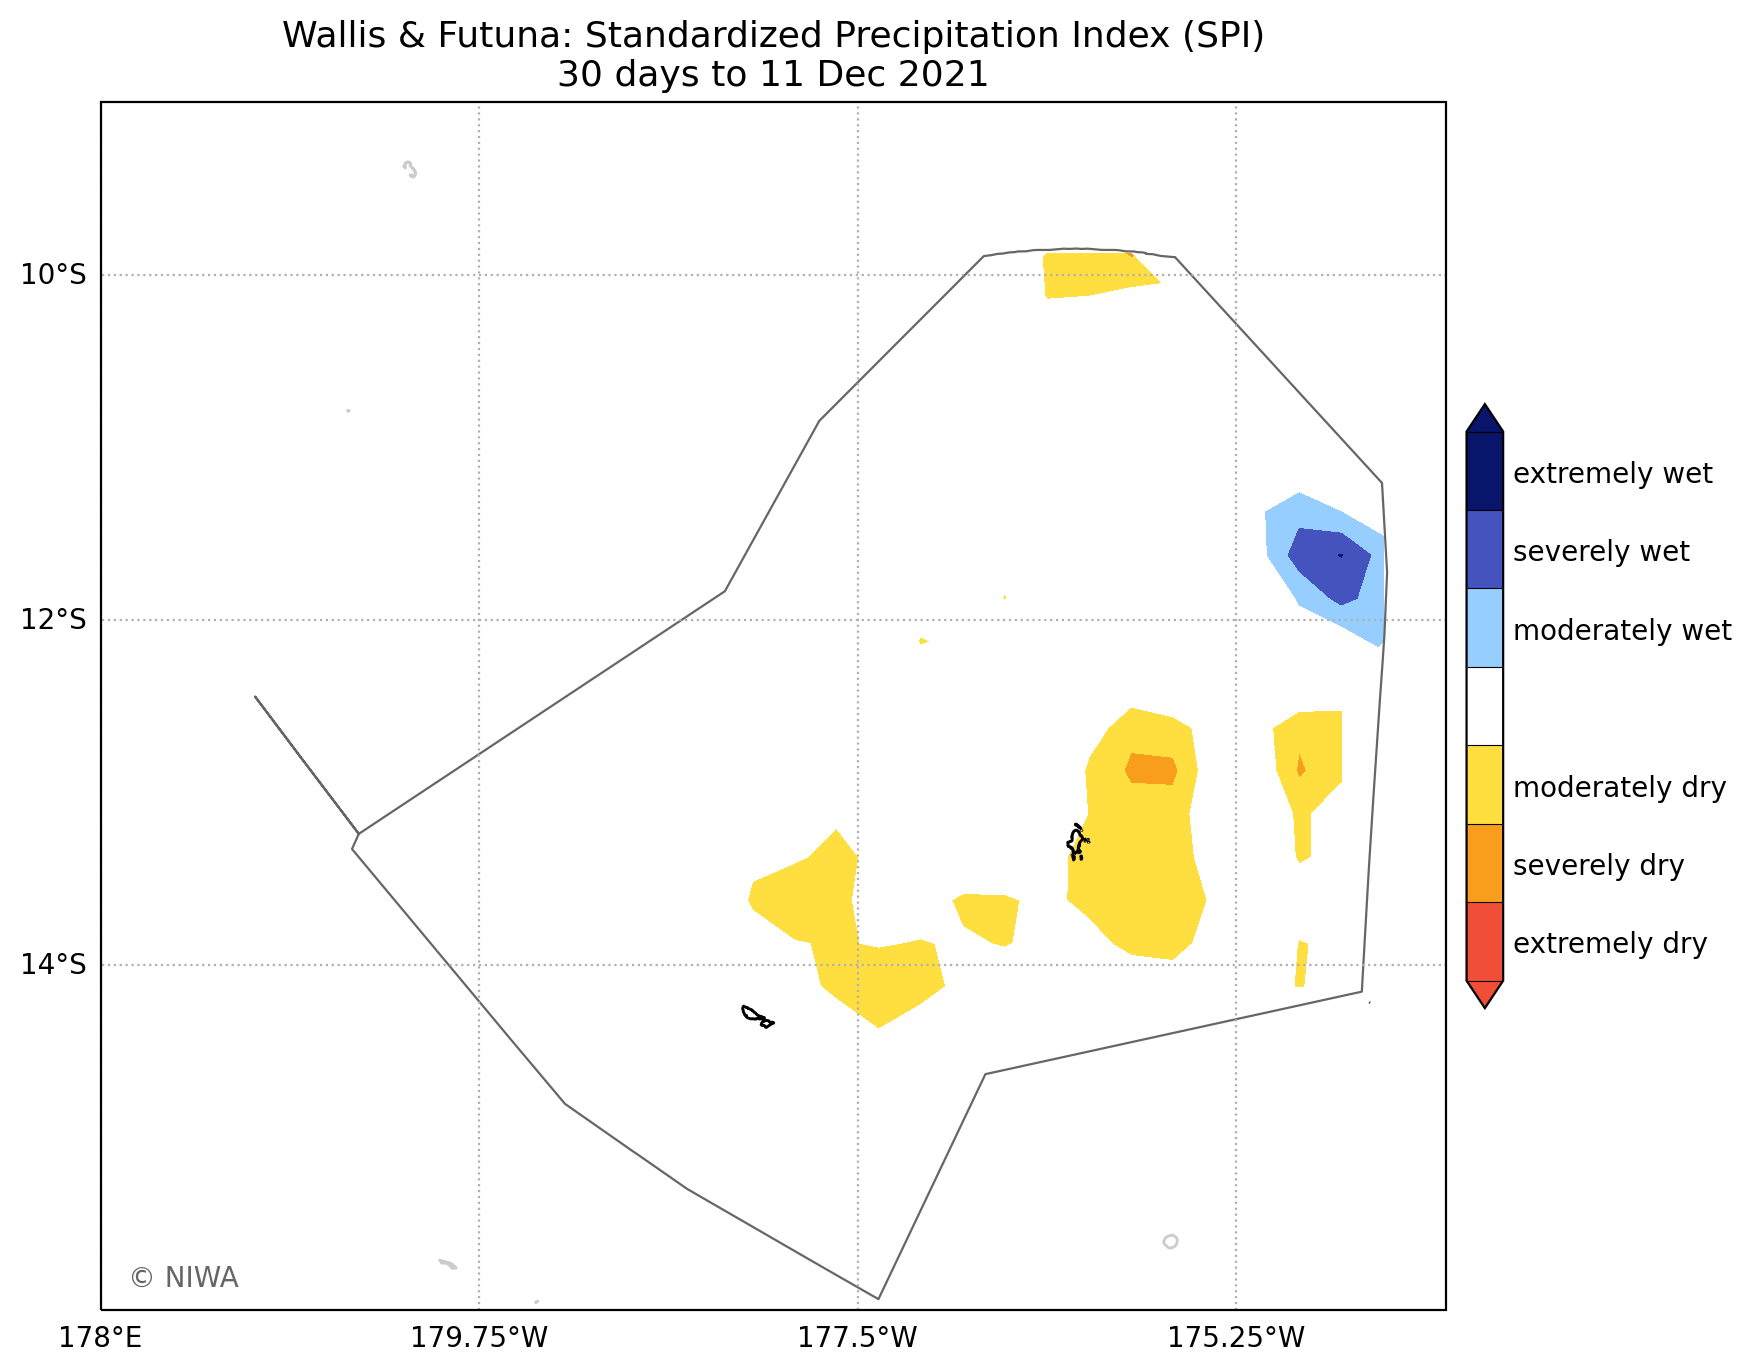 Wallis & Futuna: Standardized Precipitation Index (SPI)
30 days to 11 Dec 2021
10°S
12°S
14°S
178°E
179.75°W
177.5°W
175.25°W
extremely wet
severely wet
moderately wet
moderately dry
severely dry
extremely dry
© NIWA